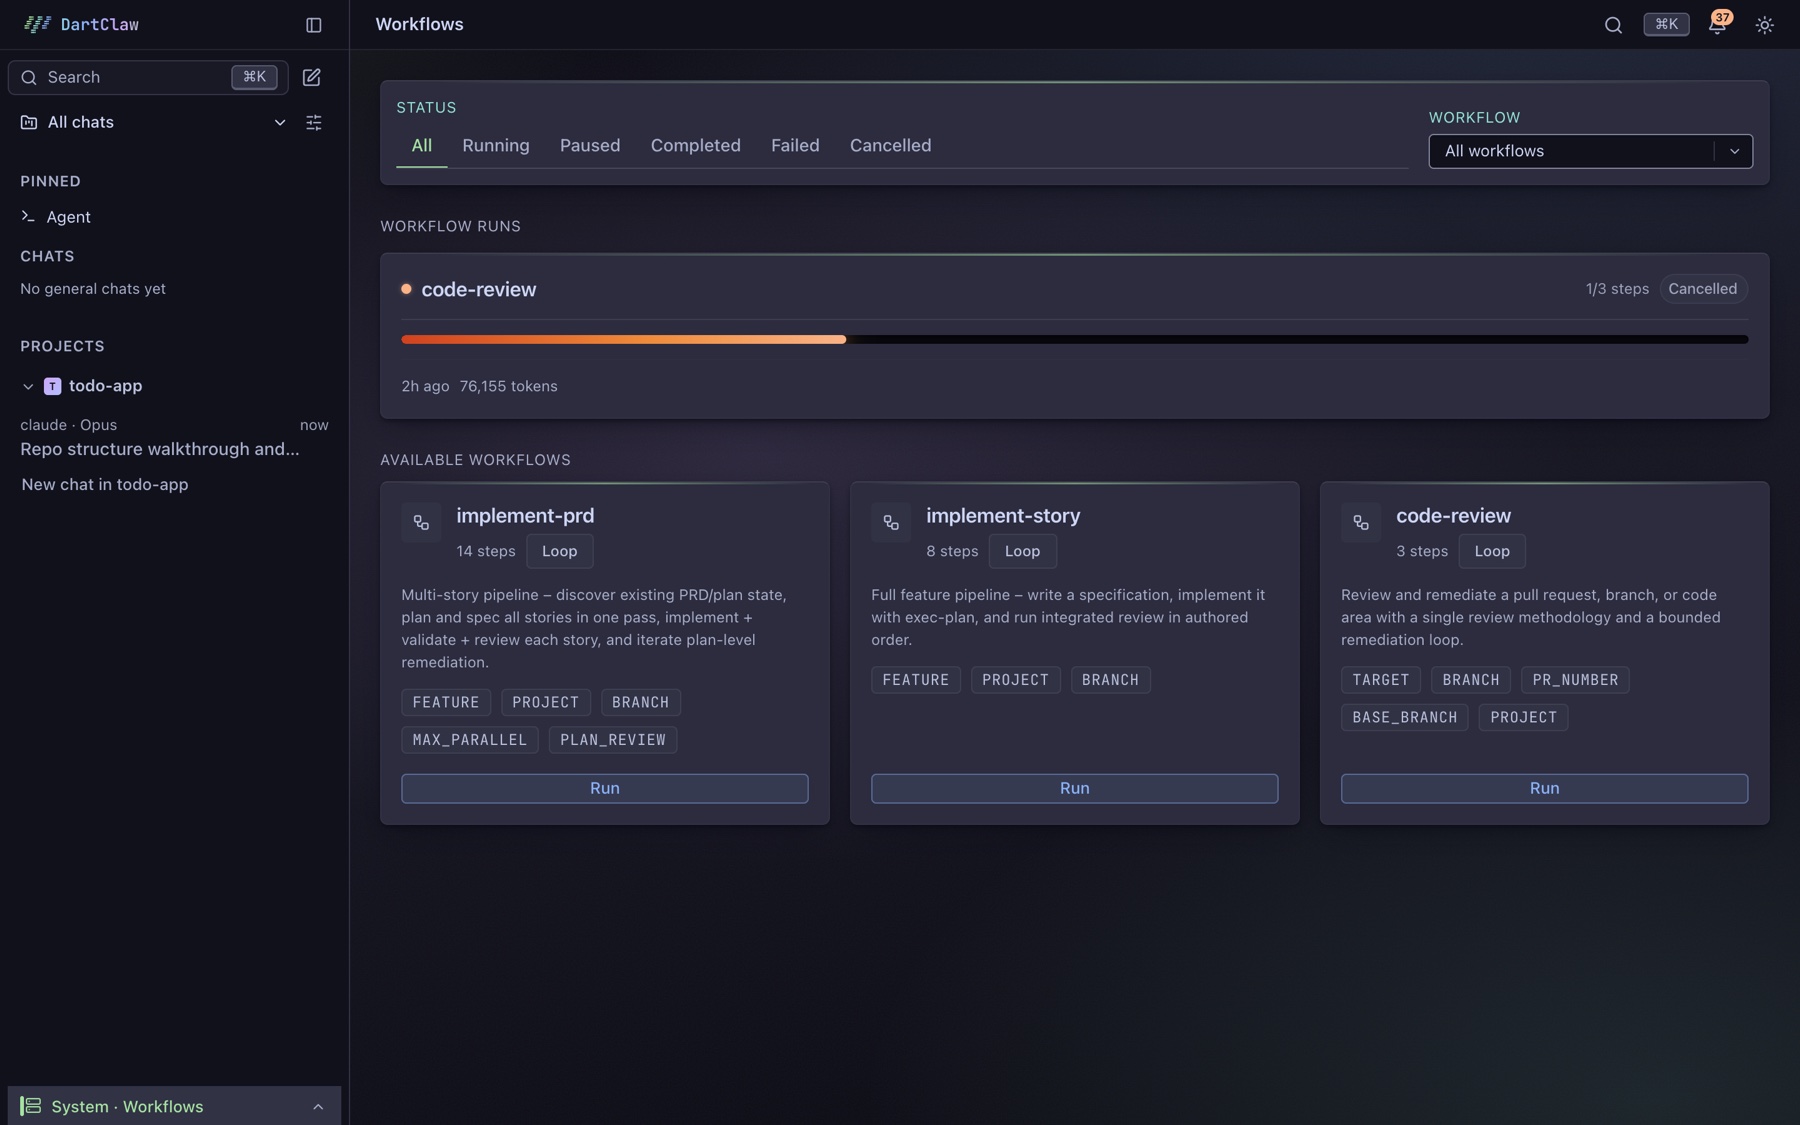 DartClaw
Search
⌘K
All chats
PINNED
Agent
CHATS
No general chats yet
PROJECTS
T todo-app
claude · Opus now
Repo structure walkthrough and...
New chat in todo-app
System · Workflows
Workflows
⌘K
37
STATUS
All Running Paused Completed Failed Cancelled
WORKFLOW
All workflows
WORKFLOW RUNS
code-review
1/3 steps Cancelled
2h ago 76,155 tokens
AVAILABLE WORKFLOWS
implement-prd
14 steps Loop
Multi-story pipeline – discover existing PRD/plan state,
plan and spec all stories in one pass, implement +
validate + review each story, and iterate plan-level
remediation.
FEATURE PROJECT BRANCH
MAX_PARALLEL PLAN_REVIEW
Run
implement-story
8 steps Loop
Full feature pipeline – write a specification, implement it
with exec-plan, and run integrated review in authored
order.
FEATURE PROJECT BRANCH
Run
code-review
3 steps Loop
Review and remediate a pull request, branch, or code
area with a single review methodology and a bounded
remediation loop.
TARGET BRANCH PR_NUMBER
BASE_BRANCH PROJECT
Run